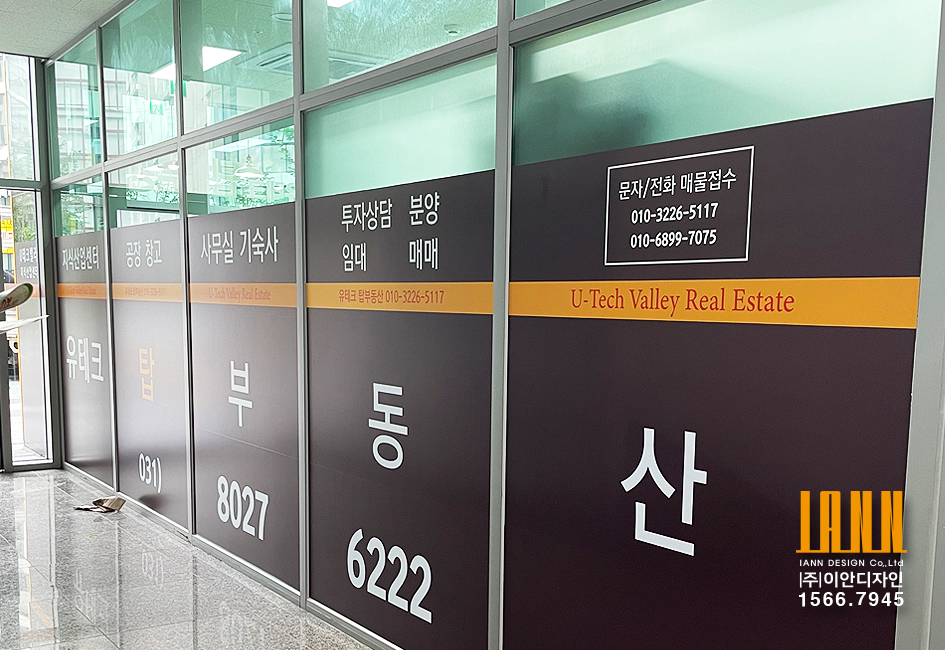 지식산업센터
유테크
공장 창고
탑
031)
사무실 기숙사
U-Tech Valley Real Estate
부
8027
투자상담 분양
임대 매매
유테크 탑부동산 010-3226-5117
동
6222
문자/전화 매물접수
010-3226-5117
010-6899-7075
U-Tech Valley Real Estate
산
IANN
IANN DESIGN Co,.Ltd
(주)이안디자인
1566.7945